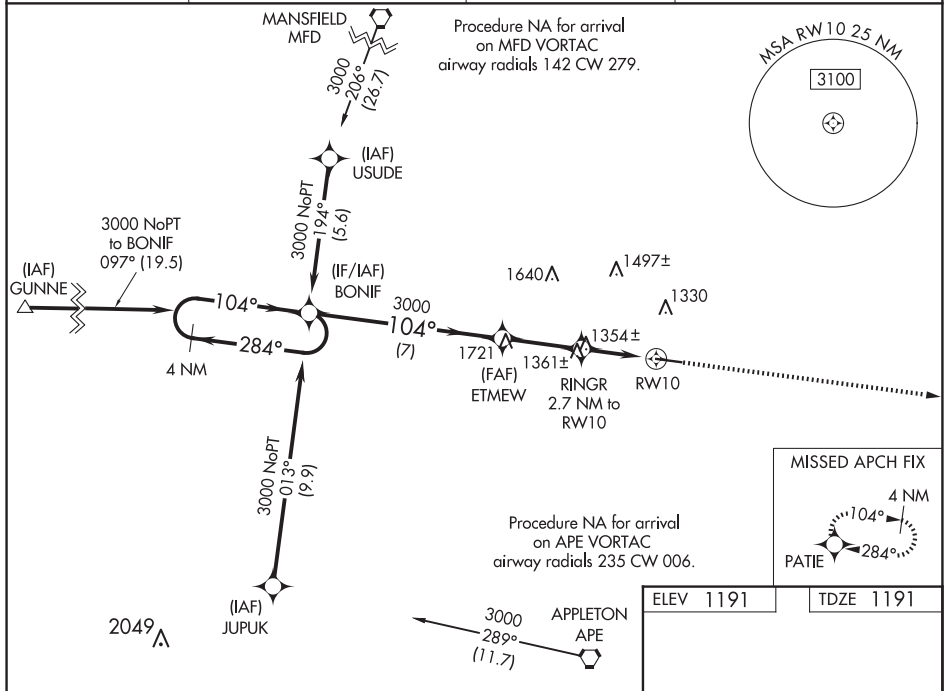 MANSFIELD
MFD
3000
206°
(26.7)
Procedure NA for arrival
on MFD VORTAC
airway radials 142 CW 279.
MSA RW10 25 NM
3100
(IAF)
USUDE
3000 NoPT
194°
(5.6)
3000 NoPT
to BONIF
097° (19.5)
(IAF)
GUNNE
(IF/IAF)
BONIF
104°
284°
4 NM
3000
104°
(7)
1640
1497±
1330
1721
1361±
1354±
(FAF)
ETMEW
RINGR
2.7 NM to
RW10
RW10
3000 NoPT
013°
(9.9)
(IAF)
JUPUK
2049
Procedure NA for arrival
on APE VORTAC
airway radials 235 CW 006.
3000
289°
(11.7)
APPLETON
APE
MISSED APCH FIX
4 NM
104°
284°
PATIE
ELEV 1191
TDZE 1191